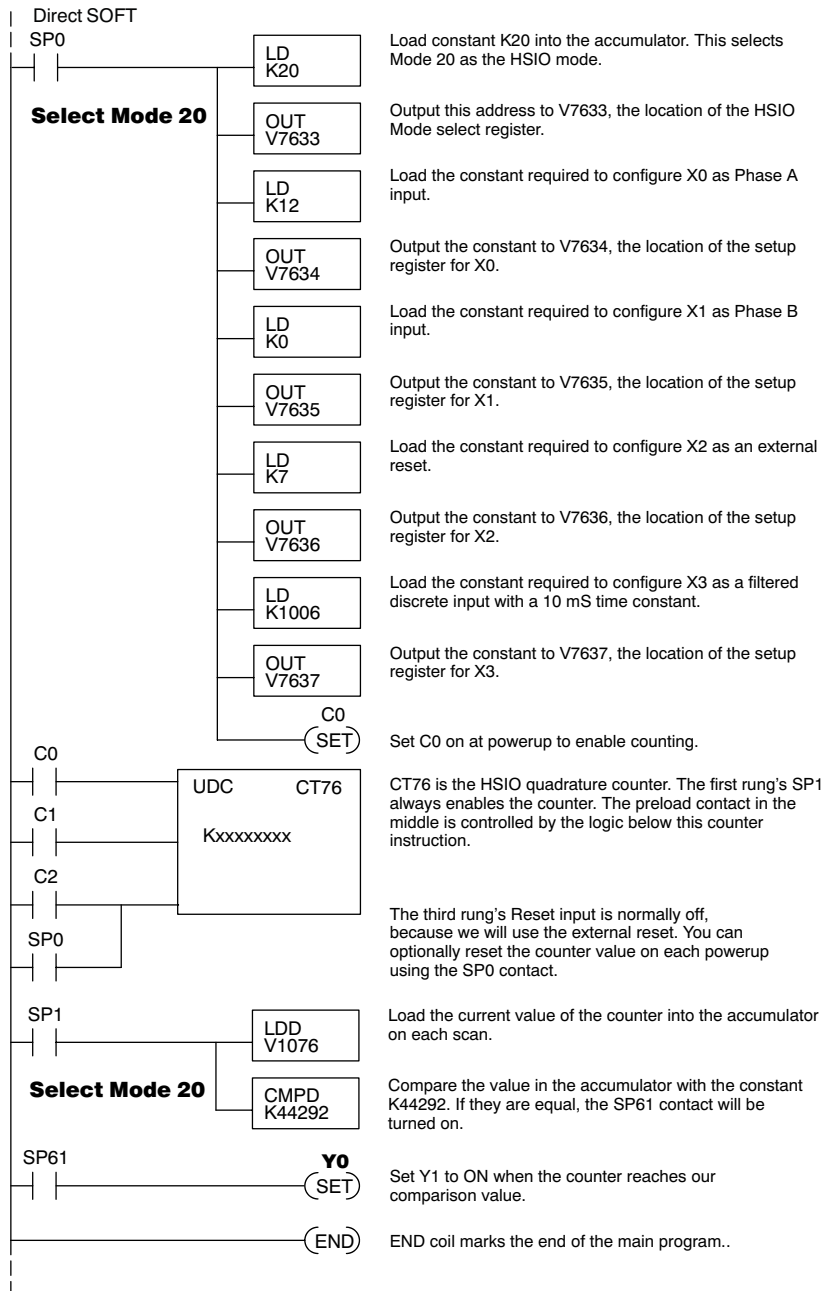 Direct SOFT
SP0
LD
K20
Load constant K20 into the accumulator. This selects
Mode 20 as the HSIO mode.
Select Mode 20
OUT
V7633
Output this address to V7633, the location of the HSIO
Mode select register.
LD
K12
Load the constant required to configure X0 as Phase A
input.
OUT
V7634
Output the constant to V7634, the location of the setup
register for X0.
LD
K0
Load the constant required to configure X1 as Phase B
input.
OUT
V7635
Output the constant to V7635, the location of the setup
register for X1.
LD
K7
Load the constant required to configure X2 as an external
reset.
OUT
V7636
Output the constant to V7636, the location of the setup
register for X2.
LD
K1006
Load the constant required to configure X3 as a filtered
discrete input with a 10 mS time constant.
OUT
V7637
Output the constant to V7637, the location of the setup
register for X3.
C0
SET
Set C0 on at powerup to enable counting.
C0
UDC CT76
Kxxxxxxxx
CT76 is the HSIO quadrature counter. The first rung's SP1
always enables the counter. The preload contact in the
middle is controlled by the logic below this counter
instruction.
C1
C2
SP0
The third rung's Reset input is normally off,
because we will use the external reset. You can
optionally reset the counter value on each powerup
using the SP0 contact.
SP1
LDD
V1076
Load the current value of the counter into the accumulator
on each scan.
Select Mode 20
CMPD
K44292
Compare the value in the accumulator with the constant
K44292. If they are equal, the SP61 contact will be
turned on.
SP61
Y0
SET
Set Y1 to ON when the counter reaches our
comparison value.
END
END coil marks the end of the main program..